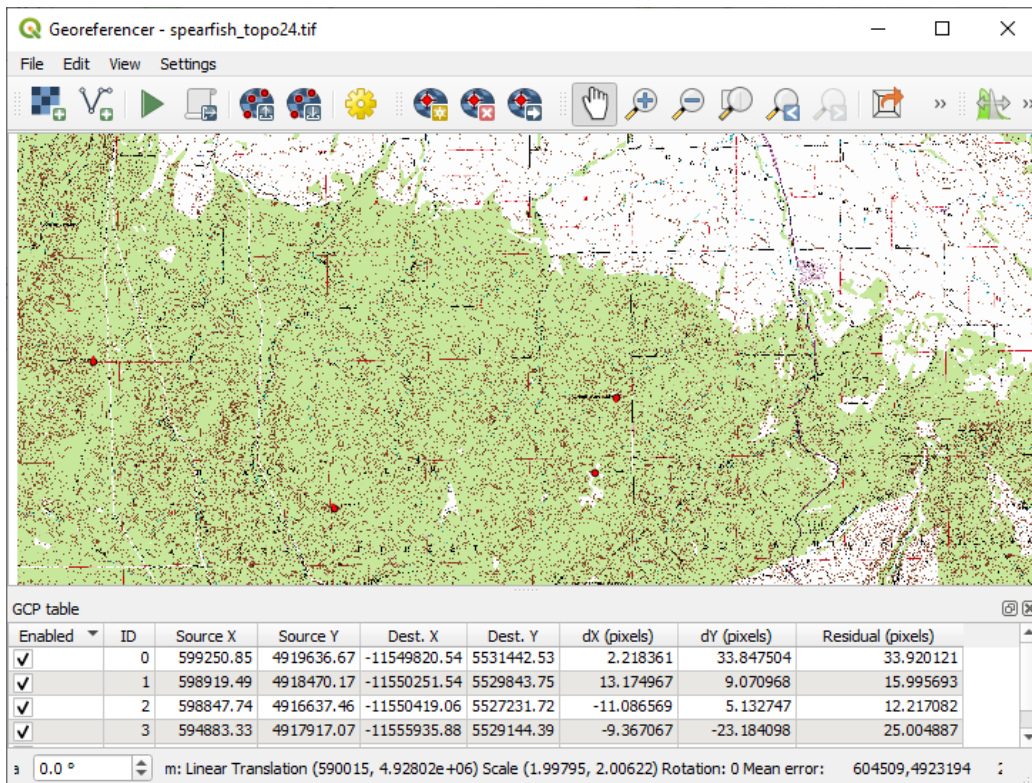 Georeferencer - spearfish_topo24.tif
File Edit View Settings
» »
GCP table
Enabled ID Source X Source Y Dest. X Dest. Y dX (pixels) dY (pixels) Residual (pixels)
0 599250.85 4919636.67 -11549820.54 5531442.53 2.218361 33.847504 33.920121
1 598919.49 4918470.17 -11550251.54 5529843.75 13.174967 9.070968 15.995693
2 598847.74 4916637.46 -11550419.06 5527231.72 -11.086569 5.132747 12.217082
3 594883.33 4917917.07 -11555935.88 5529144.39 -9.367067 -23.184098 25.004887
0.0 ° m: Linear Translation (590015, 4.92802e+06) Scale (1.99795, 2.00622) Rotation: 0 Mean error: 604509,4923194